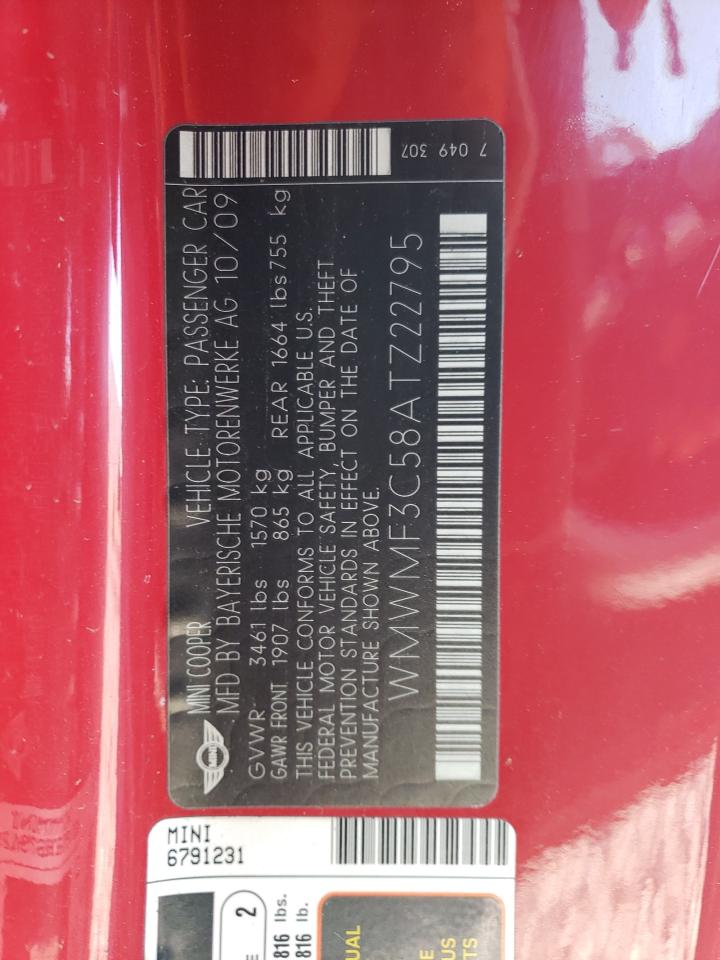 7 049 307
MINI
MINI COOPER VEHICLE TYPE: PASSENGER CAR
MFD BY BAYERISCHE MOTORENWERKE AG 10/09
GVWR 3461 lbs 1570 kg
GAWR FRONT 1907 lbs 865 kg REAR 1664 lbs 755 kg
THIS VEHICLE CONFORMS TO ALL APPLICABLE U.S.
FEDERAL MOTOR VEHICLE SAFETY, BUMPER AND THEFT
PREVENTION STANDARDS IN EFFECT ON THE DATE OF
MANUFACTURE SHOWN ABOVE.
WMWMF3C58ATZ22795
MINI
6791231
2
816 lbs.
816 lb.